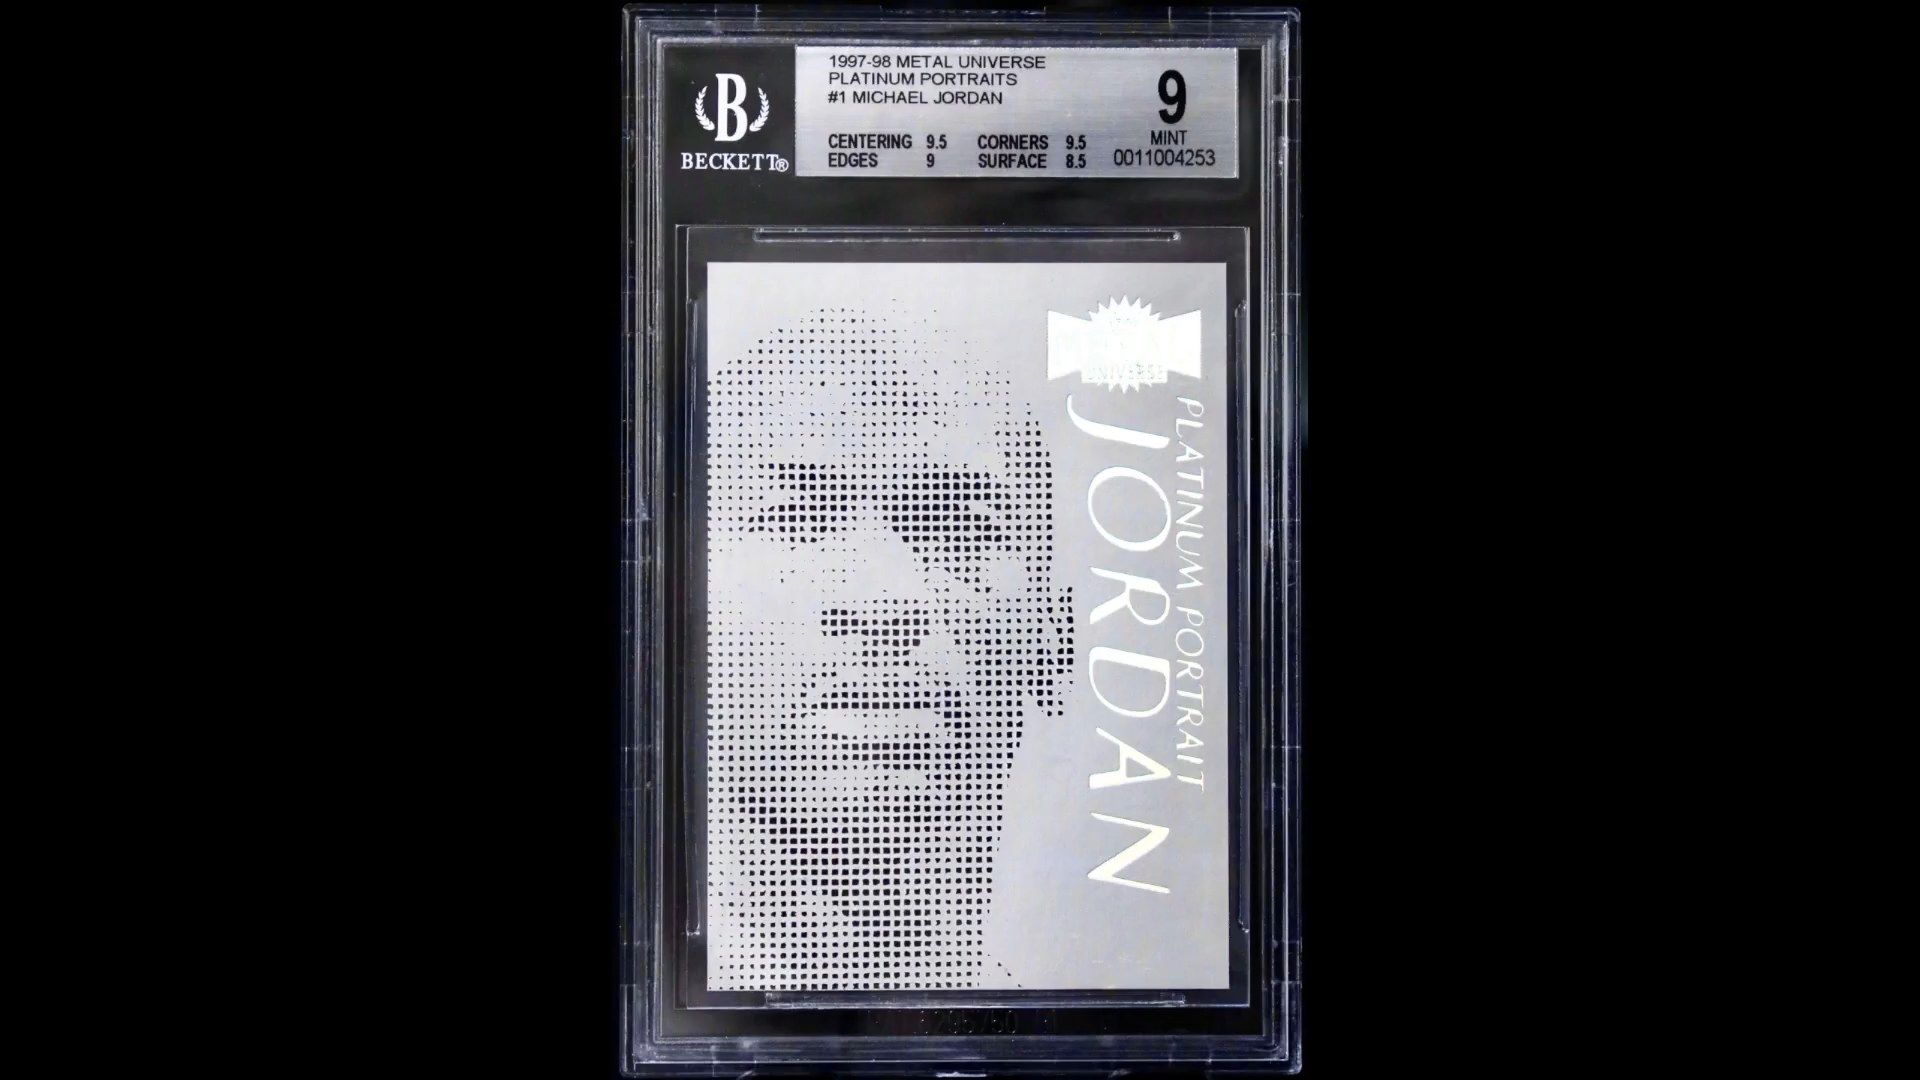 1997-98 METAL UNIVERSE
PLATINUM PORTRAITS
#1 MICHAEL JORDAN
CENTERING 9.5 CORNERS 9.5
EDGES 9 SURFACE 8.5
9
MINT
0011004253
B
BECKETT®
UNIVERSE
PLATINUM PORTRAIT
JORDAN